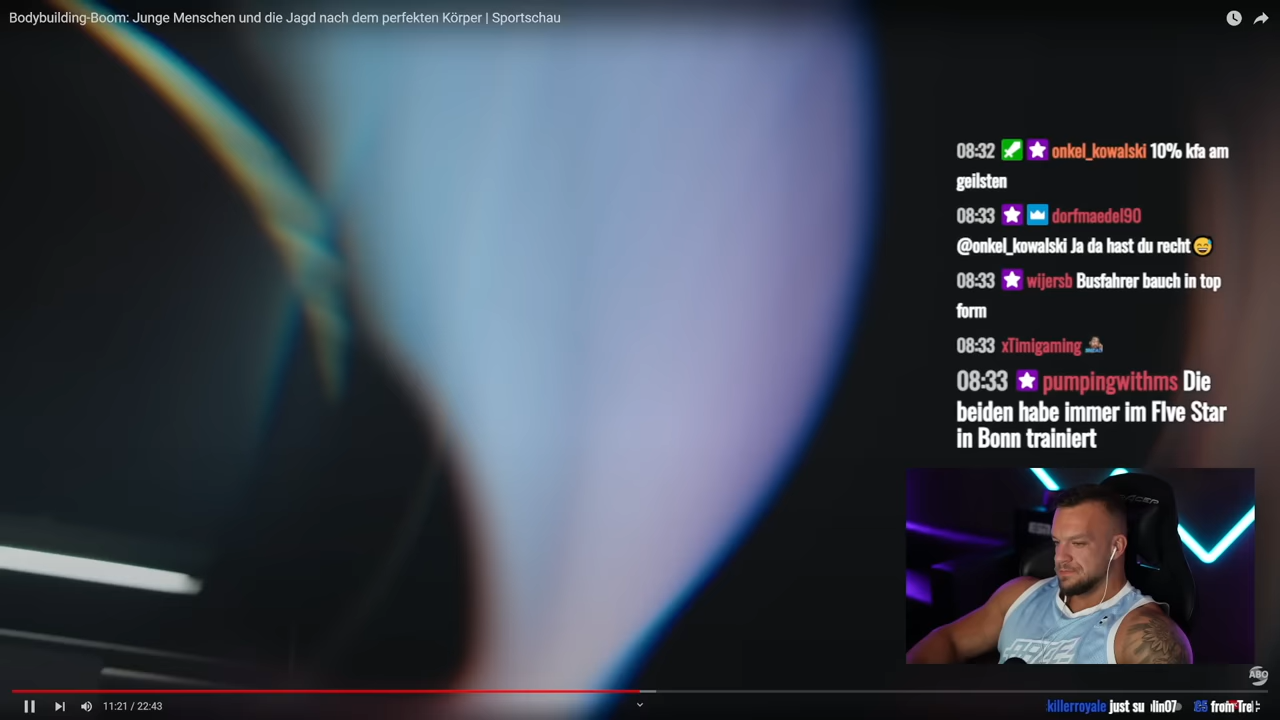 Bodybuilding-Boom: Junge Menschen und die Jagd nach dem perfekten Körper | Sportschau
08:32 onkel_kowalski 10% kfa am
geilsten
08:33 dorfmaedel90
@onkel_kowalski Ja da hast du recht😅
08:33 wijersb Busfahrer bauch in top
form
08:33 xTimigaming
08:33 pumpingwithms Die
beiden habe immer im FIve Star
in Bonn trainiert
ABO
11:21 / 22:43
killerroyale just su lin07 from